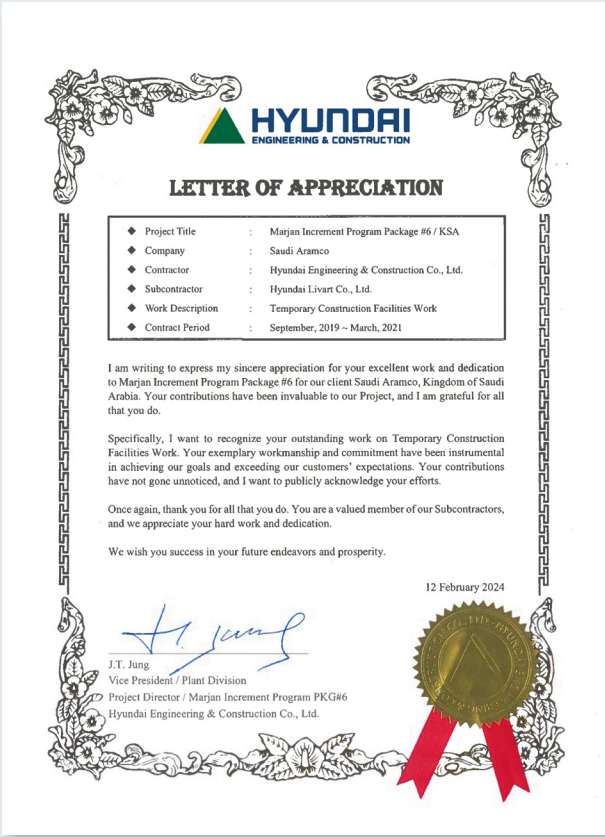 HYUNDAI
ENGINEERING & CONSTRUCTION
LETTER OF APPRECIATION
◆ Project Title : Marjan Increment Program Package #6 / KSA
◆ Company : Saudi Aramco
◆ Contractor : Hyundai Engineering & Construction Co., Ltd.
◆ Subcontractor : Hyundai Livart Co., Ltd.
◆ Work Description : Temporary Construction Facilities Work
◆ Contract Period : September, 2019 ~ March, 2021
I am writing to express my sincere appreciation for your excellent work and dedication
to Marjan Increment Program Package #6 for our client Saudi Aramco, Kingdom of Saudi
Arabia. Your contributions have been invaluable to our Project, and I am grateful for all
that you do.
Specifically, I want to recognize your outstanding work on Temporary Construction
Facilities Work. Your exemplary workmanship and commitment have been instrumental
in achieving our goals and exceeding our customers' expectations. Your contributions
have not gone unnoticed, and I want to publicly acknowledge your efforts.
Once again, thank you for all that you do. You are a valued member of our Subcontractors,
and we appreciate your hard work and dedication.
We wish you success in your future endeavors and prosperity.
12 February 2024
J.T. Jung
Vice President / Plant Division
Project Director / Marjan Increment Program PKG#6
Hyundai Engineering & Construction Co., Ltd.